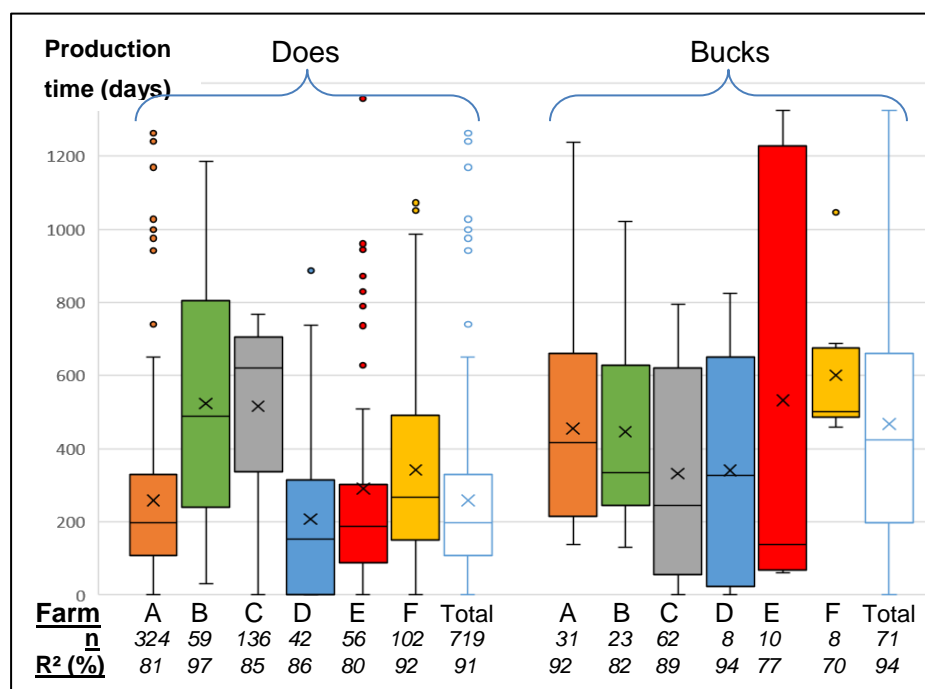 Production
time (days)
Does
Bucks
1200
1000
800
600
400
200
0
Farm A B C D E F Total A B C D E F Total
n 324 59 136 42 56 102 719 31 23 62 8 10 8 71
R² (%) 81 97 85 86 80 92 91 92 82 89 94 77 70 94